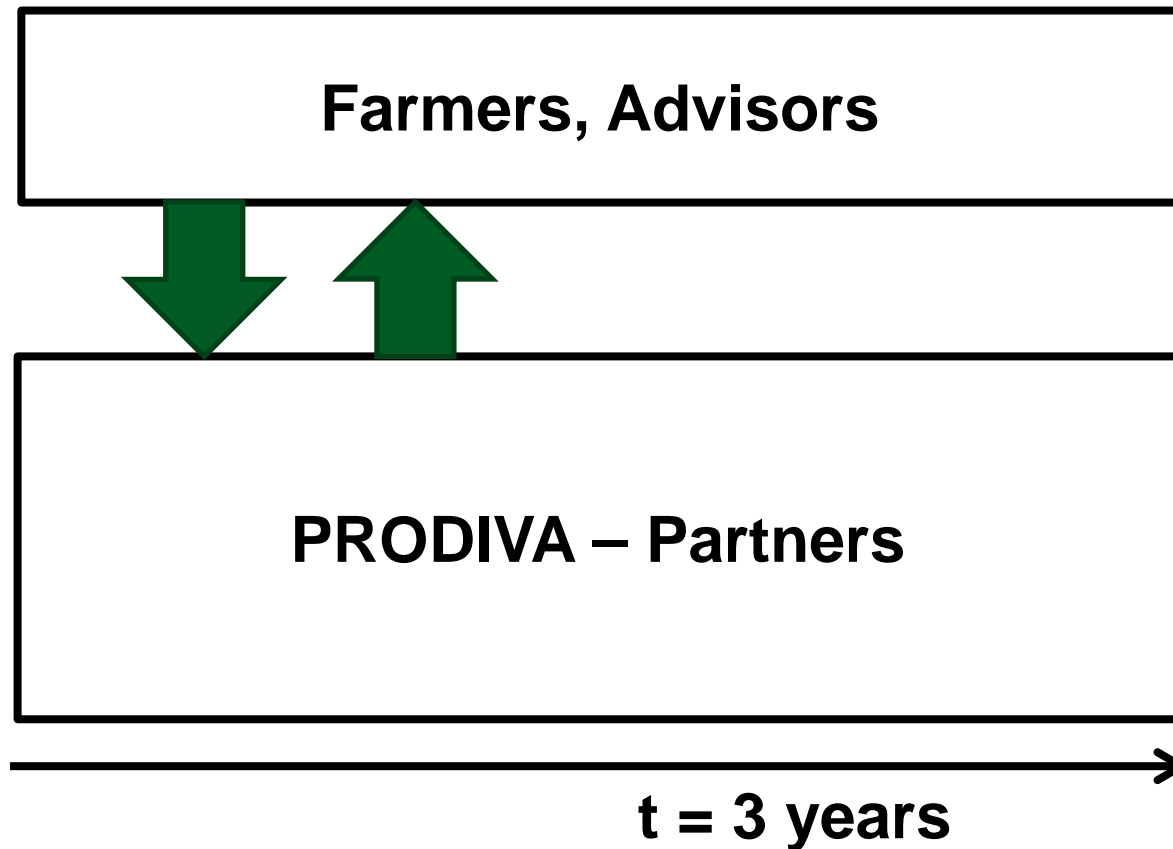 Farmers, Advisors
PRODIVA – Partners
t = 3 years